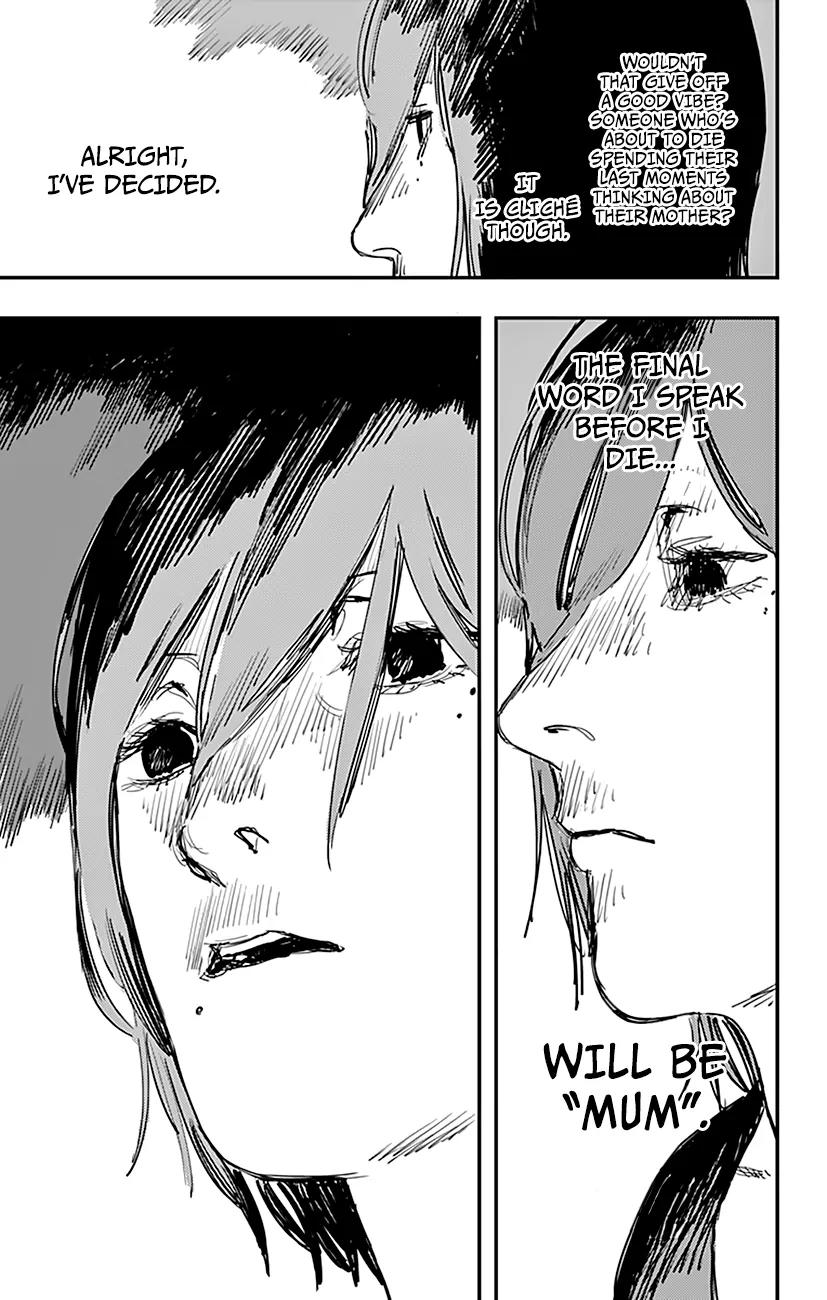 WOULDN'T
THAT GIVE OFF
A GOOD VIBE?
SOMEONE WHO'S
ABOUT TO DIE
SPENDING THEIR
LAST MOMENTS
THINKING ABOUT
THEIR MOTHER?
IT
IS CLICHÉ
THOUGH.
ALRIGHT,
I'VE DECIDED.
THE FINAL
WORD I SPEAK
BEFORE I
DIE...
WILL BE
"MUM".